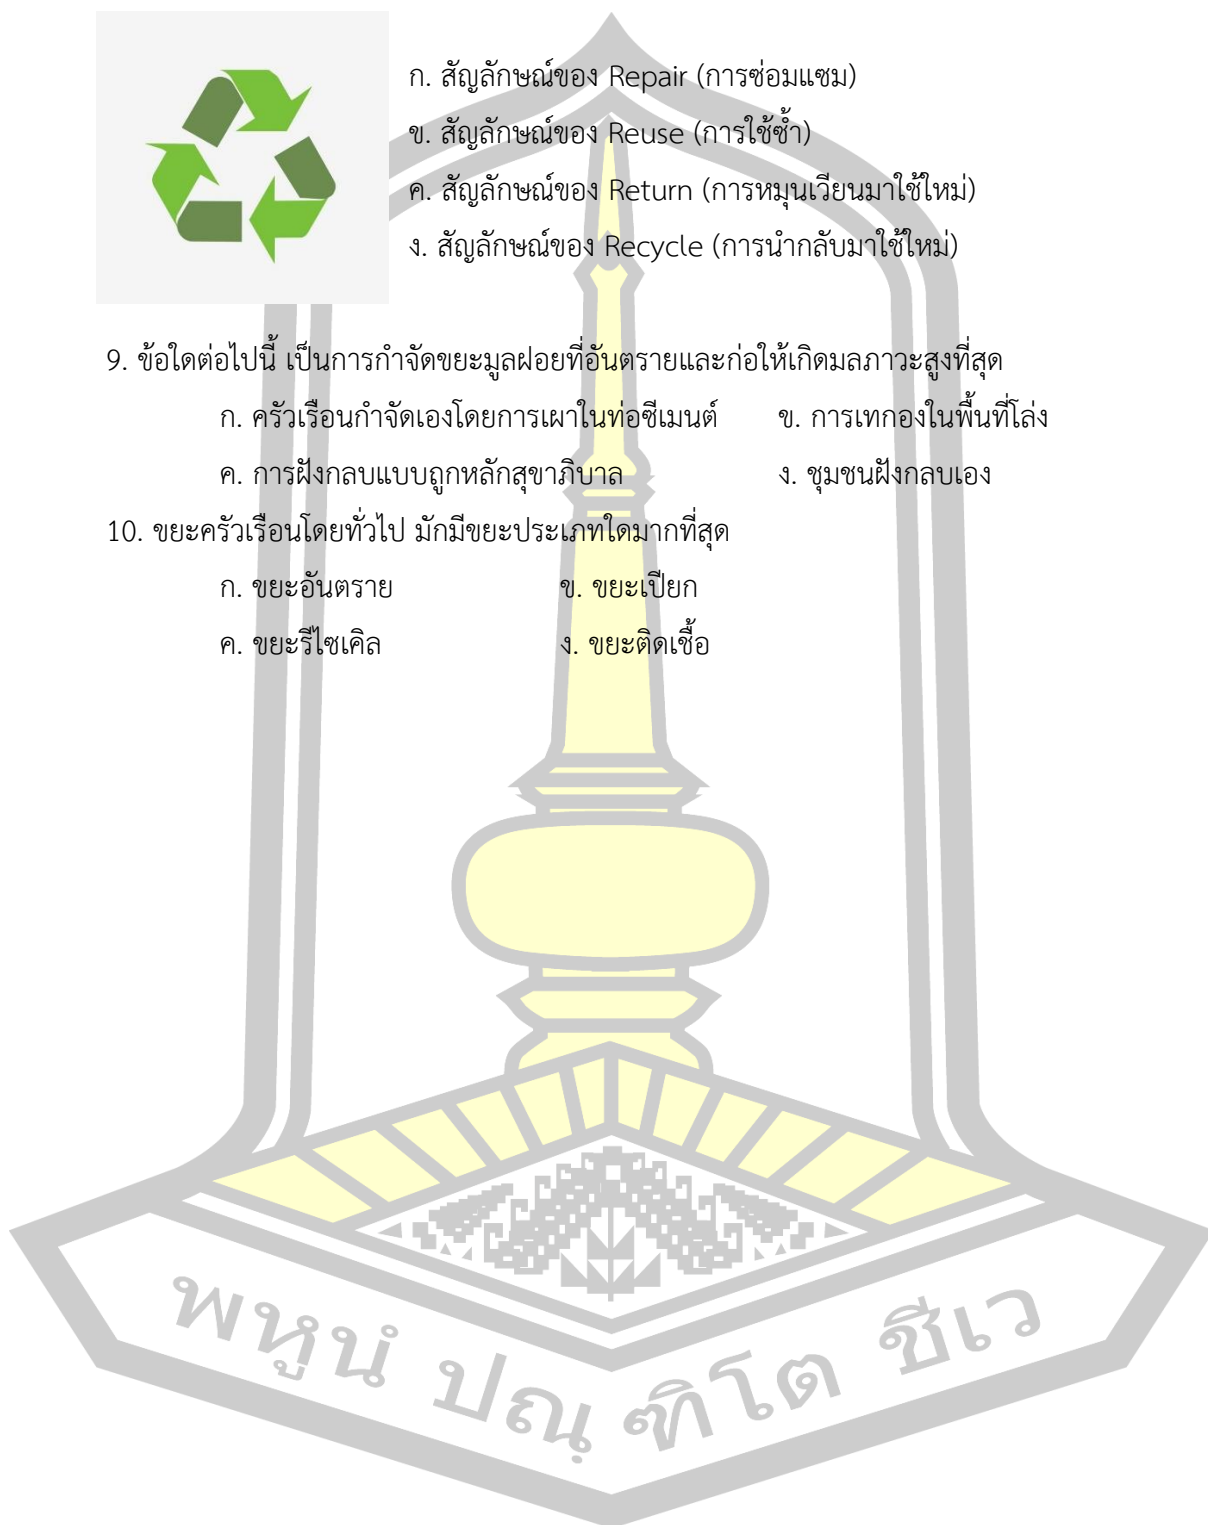 ก. สัญลักษณ์ของ Repair (การซ่อมแซม)
ข. สัญลักษณ์ของ Reuse (การใช้ซ้ำ)
ค. สัญลักษณ์ของ Return (การหมุนเวียนมาใช้ใหม่)
ง. สัญลักษณ์ของ Recycle (การนำกลับมาใช้ใหม่)
9. ข้อใดต่อไปนี้ เป็นการกำจัดขยะมูลฝอยที่อันตรายและก่อให้เกิดมลภาวะสูงที่สุด
ก. ครัวเรือนกำจัดเองโดยการเผาในท่อซีเมนต์ ข. การเทกองในพื้นที่โล่ง
ค. การฝังกลบแบบถูกหลักสุขาภิบาล ง. ชุมชนฝังกลบเอง
10. ขยะครัวเรือนโดยทั่วไป มักมีขยะประเภทใดมากที่สุด
ก. ขยะอันตราย ข. ขยะเปียก
ค. ขยะรีไซเคิล ง. ขยะติดเชื้อ
พหูนํ ปณฺฑิโต ชีเว